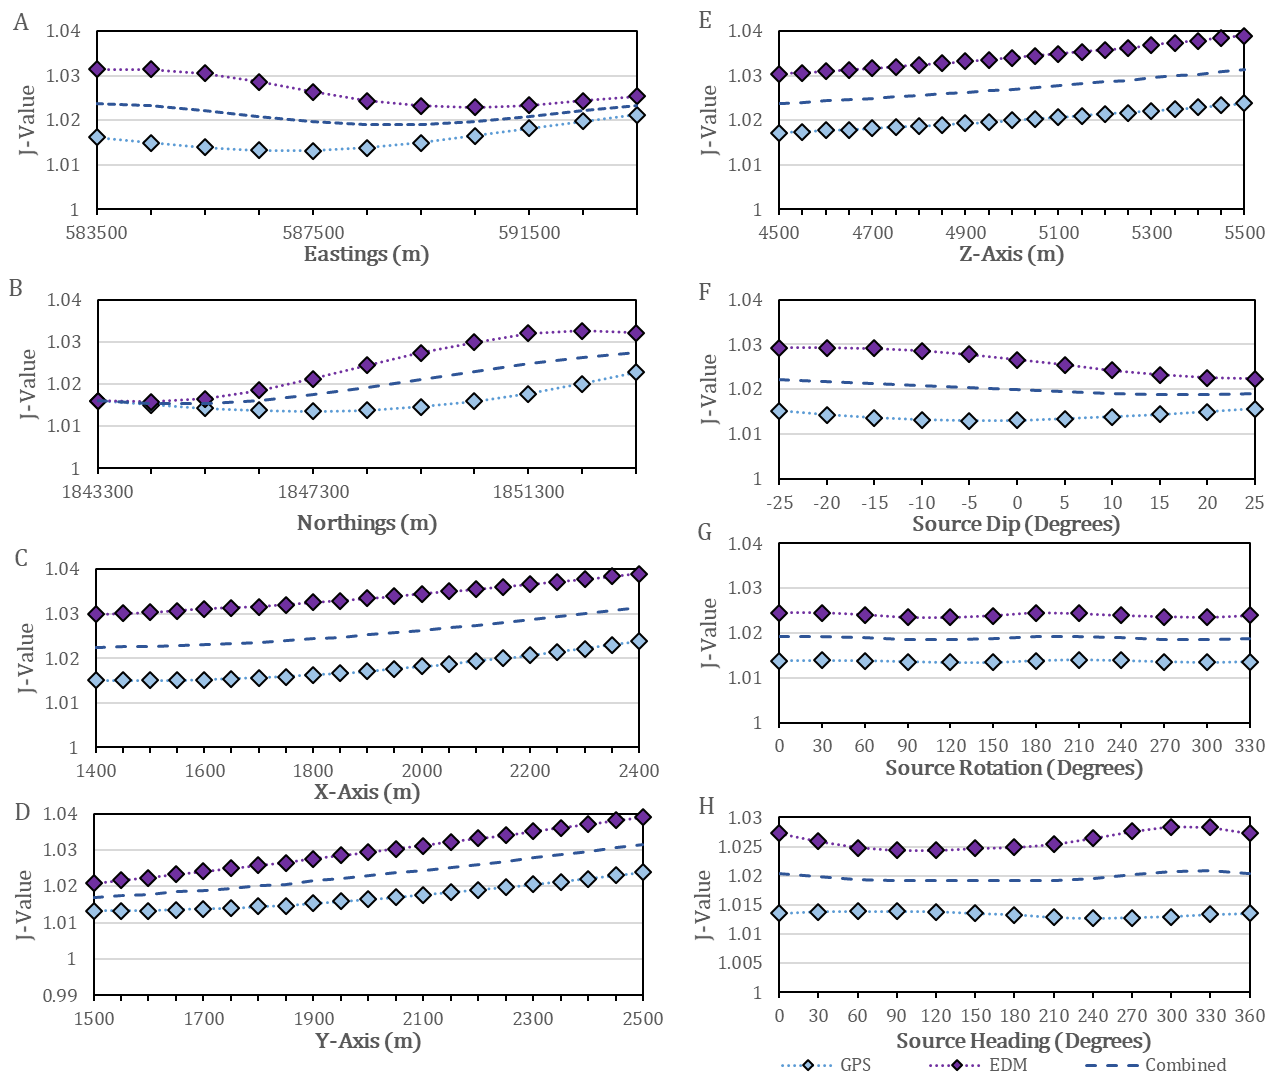 A
1.04
1.03
1.02
1.01
1
J-Value
583500 587500 591500
Eastings (m)
B
1.04
1.03
1.02
1.01
1
J-Value
1843300 1847300 1851300
Northings (m)
C
1.04
1.03
1.02
1.01
1
J-Value
1400 1600 1800 2000 2200 2400
X-Axis (m)
D
1.04
1.03
1.02
1.01
1
0.99
J-Value
1500 1700 1900 2100 2300 2500
Y-Axis (m)
E
1.04
1.03
1.02
1.01
1
J-Value
4500 4700 4900 5100 5300 5500
Z-Axis (m)
F
1.04
1.03
1.02
1.01
1
J-Value
-25 -20 -15 -10 -5 0 5 10 15 20 25
Source Dip (Degrees)
G
1.04
1.03
1.02
1.01
1
J-Value
0 30 60 90 120 150 180 210 240 270 300 330
Source Rotation (Degrees)
H
1.03
1.025
1.02
1.015
1.01
1.005
1
J-Value
0 30 60 90 120 150 180 210 240 270 300 330 360
Source Heading (Degrees)
GPS EDM Combined